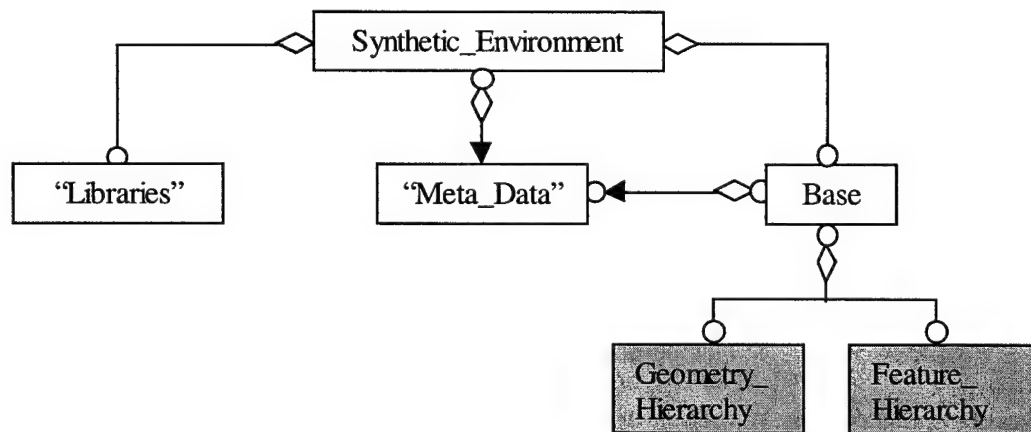 Synthetic_Environment
“Libraries”
“Meta_Data”
Base
Geometry_
Hierarchy
Feature_
Hierarchy